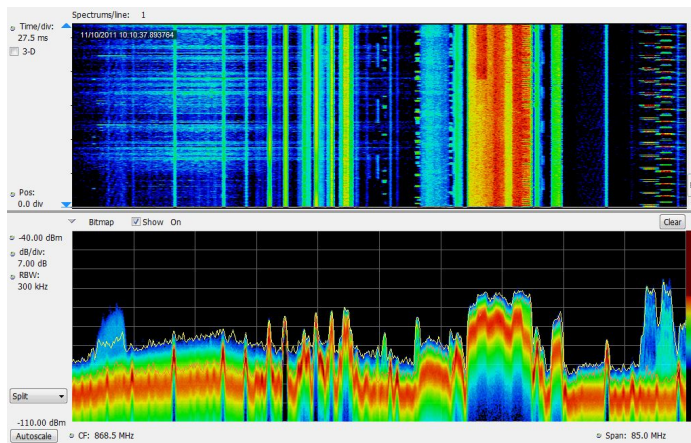 Spectrums/line: 1
Time/div:
27.5 ms
3-D
11/10/2011 10:10:37.893764
Pos:
0.0 div
Bitmap Show On Clear
-40.00 dBm
dB/div:
7.00 dB
RBW:
300 kHz
Split
-110.00 dBm
Autoscale CF: 868.5 MHz Span: 85.0 MHz